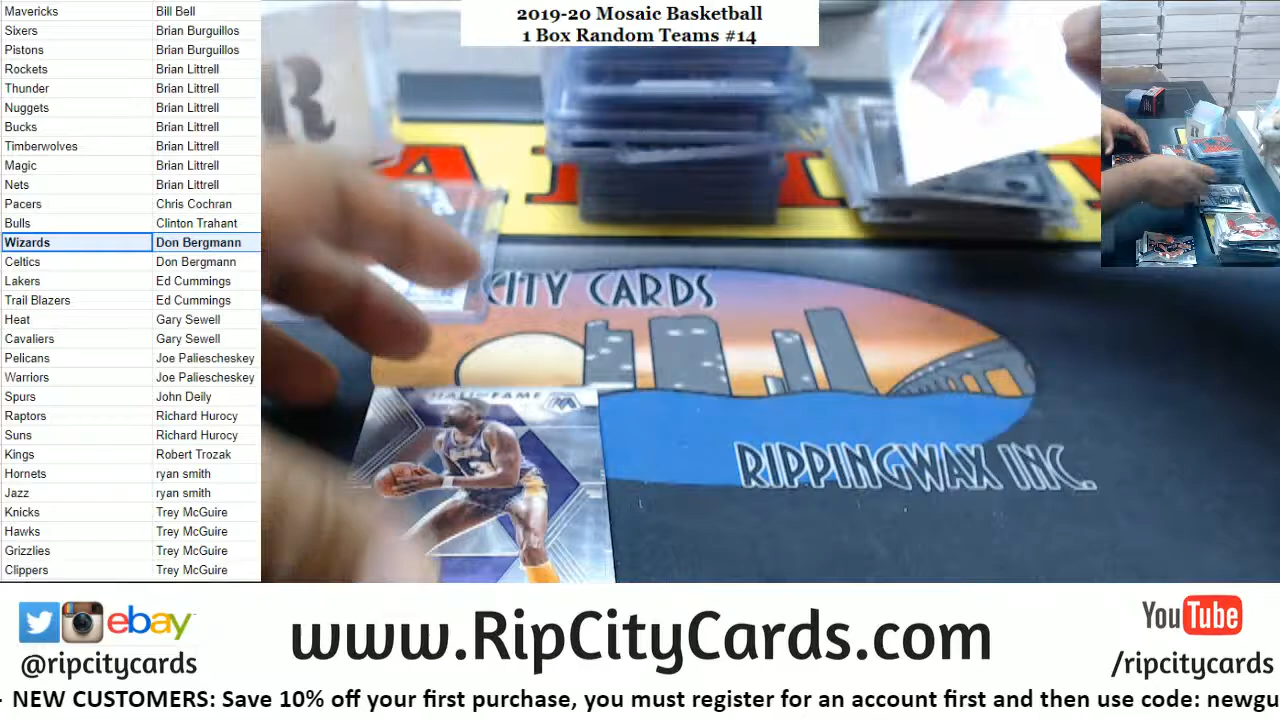 Mavericks Bill Bell
Sixers Brian Burguillos
Pistons Brian Burguillos
Rockets Brian Littrell
Thunder Brian Littrell
Nuggets Brian Littrell
Bucks Brian Littrell
Timberwolves Brian Littrell
Magic Brian Littrell
Nets Brian Littrell
Pacers Chris Cochran
Bulls Clinton Trahant
Wizards Don Bergmann
Celtics Don Bergmann
Lakers Ed Cummings
Trail Blazers Ed Cummings
Heat Gary Sewell
Cavaliers Gary Sewell
Pelicans Joe Paliescheskey
Warriors Joe Paliescheskey
Spurs John Deily
Raptors Richard Hurocy
Suns Richard Hurocy
Kings Robert Trozak
Hornets ryan smith
Jazz ryan smith
Knicks Trey McGuire
Hawks Trey McGuire
Grizzlies Trey McGuire
Clippers Trey McGuire
2019-20 Mosaic Basketball
1 Box Random Teams #14
R
CITY CARDS
RIPPINGWAX INC.
HALL OF FAME
ebay
@ripcitycards
www.RipCityCards.com
YouTube
/ripcitycards
- NEW CUSTOMERS: Save 10% off your first purchase, you must register for an account first and then use code: newgu